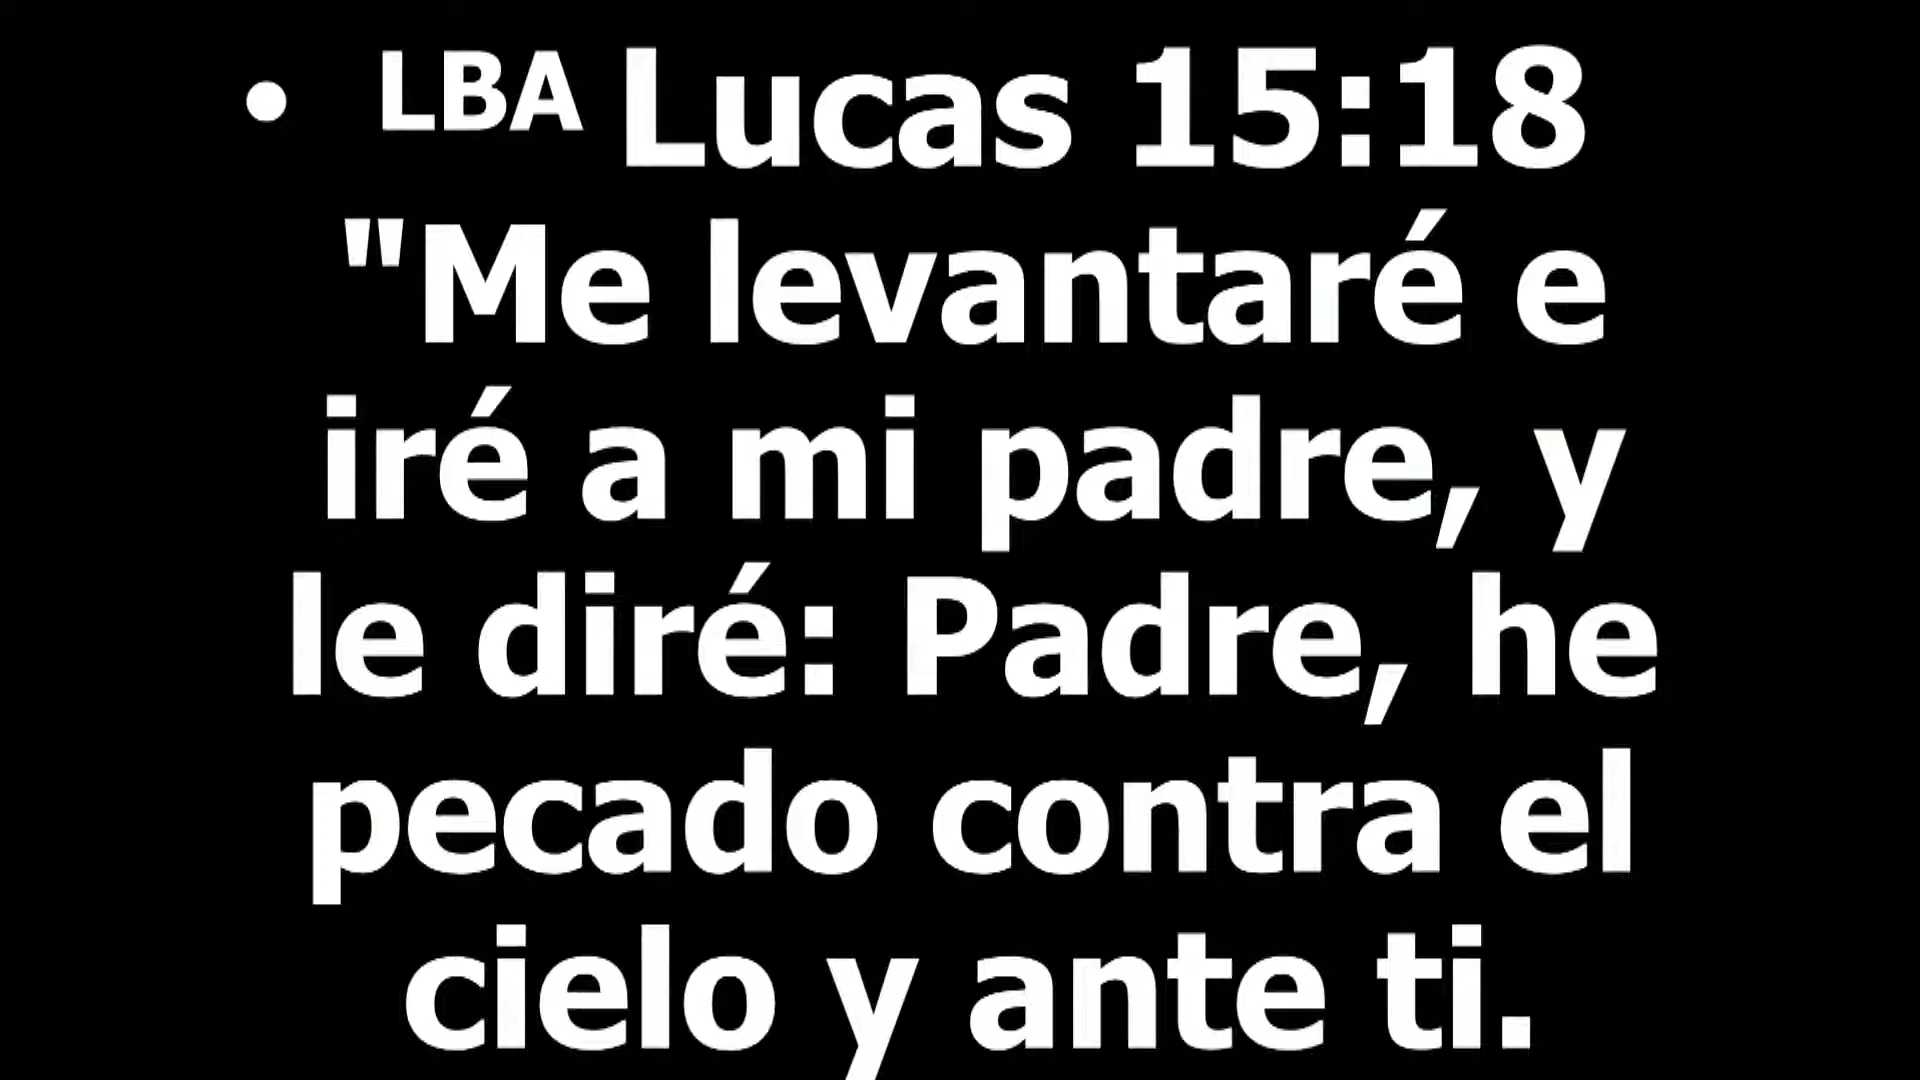 • LBA Lucas 15:18
"Me levantaré e
iré a mi padre, y
le diré: Padre, he
pecado contra el
cielo y ante ti.